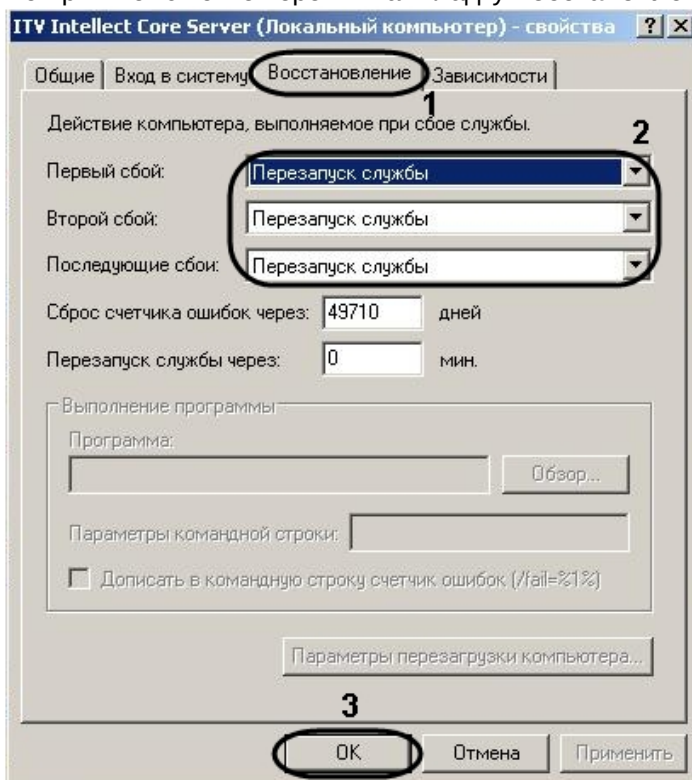 ITV Intellect Core Server (Локальный компьютер) - свойства
Общие Вход в систему Восстановление Зависимости
1
Действие компьютера, выполняемое при сбое службы.
2
Первый сбой: Перезапуск службы
Второй сбой: Перезапуск службы
Последующие сбои: Перезапуск службы
Сброс счетчика ошибок через: 49710 дней
Перезапуск службы через: 0 мин.
Выполнение программы
Программа:
Обзор...
Параметры командной строки:
Дописать в командную строку счетчик ошибок (/fail=%1%)
Параметры перезагрузки компьютера...
3
OK Отмена Применить